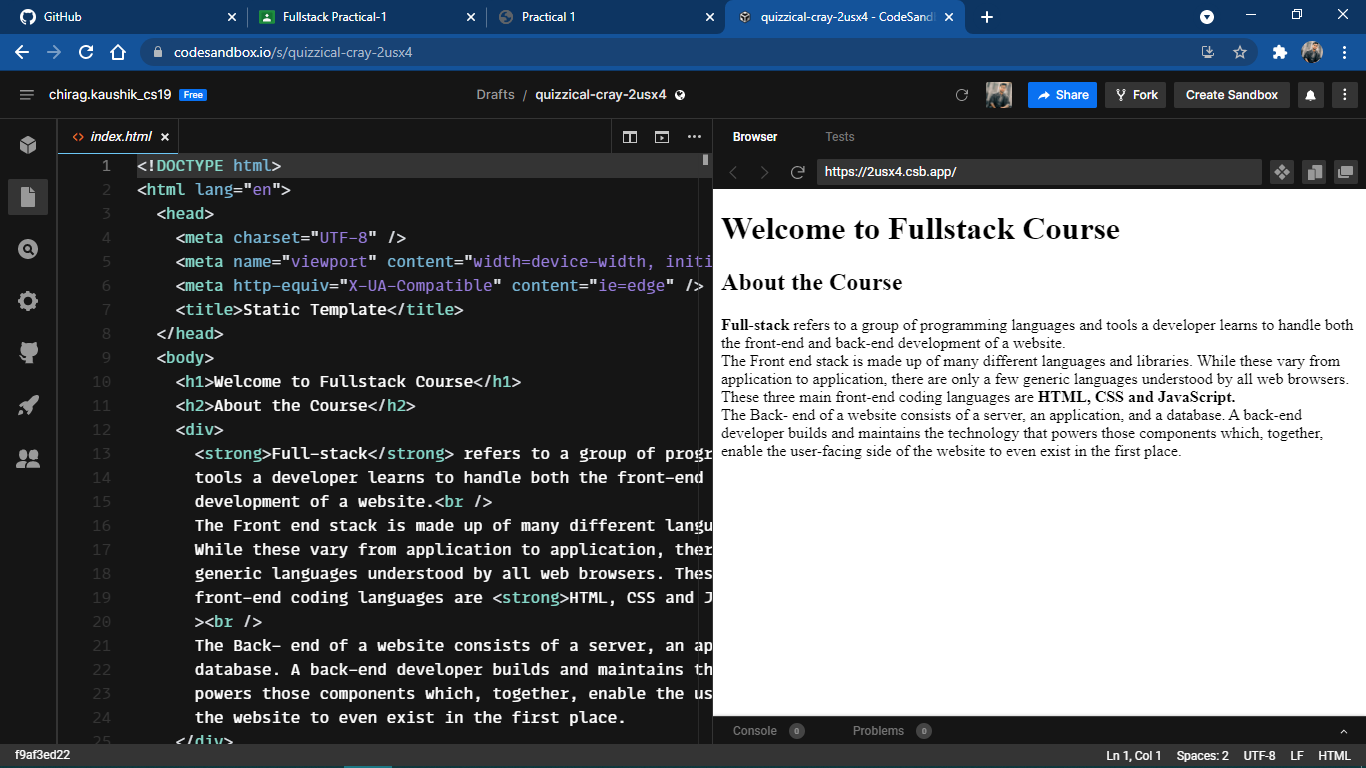 GitHub
Fullstack Practical-1
Practical 1
quizzical-cray-2usx4 - CodeSand
codesandbox.io/s/quizzical-cray-2usx4
chirag.kaushik_cs19 Free
Drafts / quizzical-cray-2usx4
Share
Fork
Create Sandbox
<> index.html
1 <!DOCTYPE html>
2 <html lang="en">
3 <head>
4 <meta charset="UTF-8" />
5 <meta name="viewport" content="width=device-width, initi
6 <meta http-equiv="X-UA-Compatible" content="ie=edge" />
7 <title>Static Template</title>
8 </head>
9 <body>
10 <h1>Welcome to Fullstack Course</h1>
11 <h2>About the Course</h2>
12 <div>
13 <strong>Full-stack</strong> refers to a group of progr
14 tools a developer learns to handle both the front-end
15 development of a website.<br />
16 The Front end stack is made up of many different langu
17 While these vary from application to application, ther
18 generic languages understood by all web browsers. Thes
19 front-end coding languages are <strong>HTML, CSS and J
20 ><br />
21 The Back- end of a website consists of a server, an ap
22 database. A back-end developer builds and maintains th
23 powers those components which, together, enable the us
24 the website to even exist in the first place.
25 </div>
Browser
Tests
https://2usx4.csb.app/
Welcome to Fullstack Course
About the Course
Full-stack refers to a group of programming languages and tools a developer learns to handle both
the front-end and back-end development of a website.
The Front end stack is made up of many different languages and libraries. While these vary from
application to application, there are only a few generic languages understood by all web browsers.
These three main front-end coding languages are HTML, CSS and JavaScript.
The Back- end of a website consists of a server, an application, and a database. A back-end
developer builds and maintains the technology that powers those components which, together,
enable the user-facing side of the website to even exist in the first place.
Console 0
Problems 0
f9af3ed22
Ln 1, Col 1
Spaces: 2
UTF-8
LF
HTML